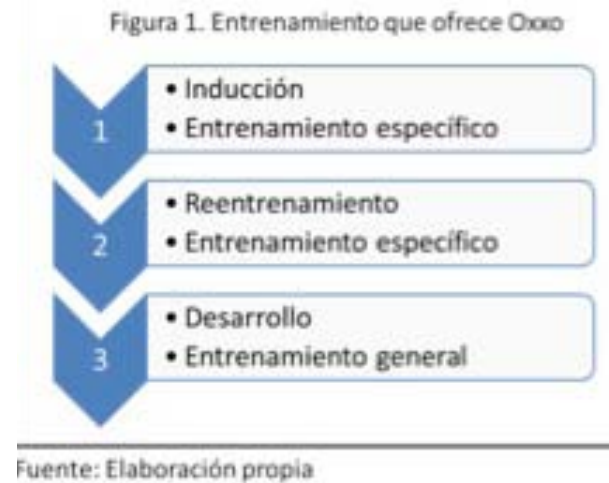 Figura 1. Entrenamiento que ofrece Oxxo
1
• Inducción
• Entrenamiento específico
2
• Reentrenamiento
• Entrenamiento específico
3
• Desarrollo
• Entrenamiento general
Fuente: Elaboración propia